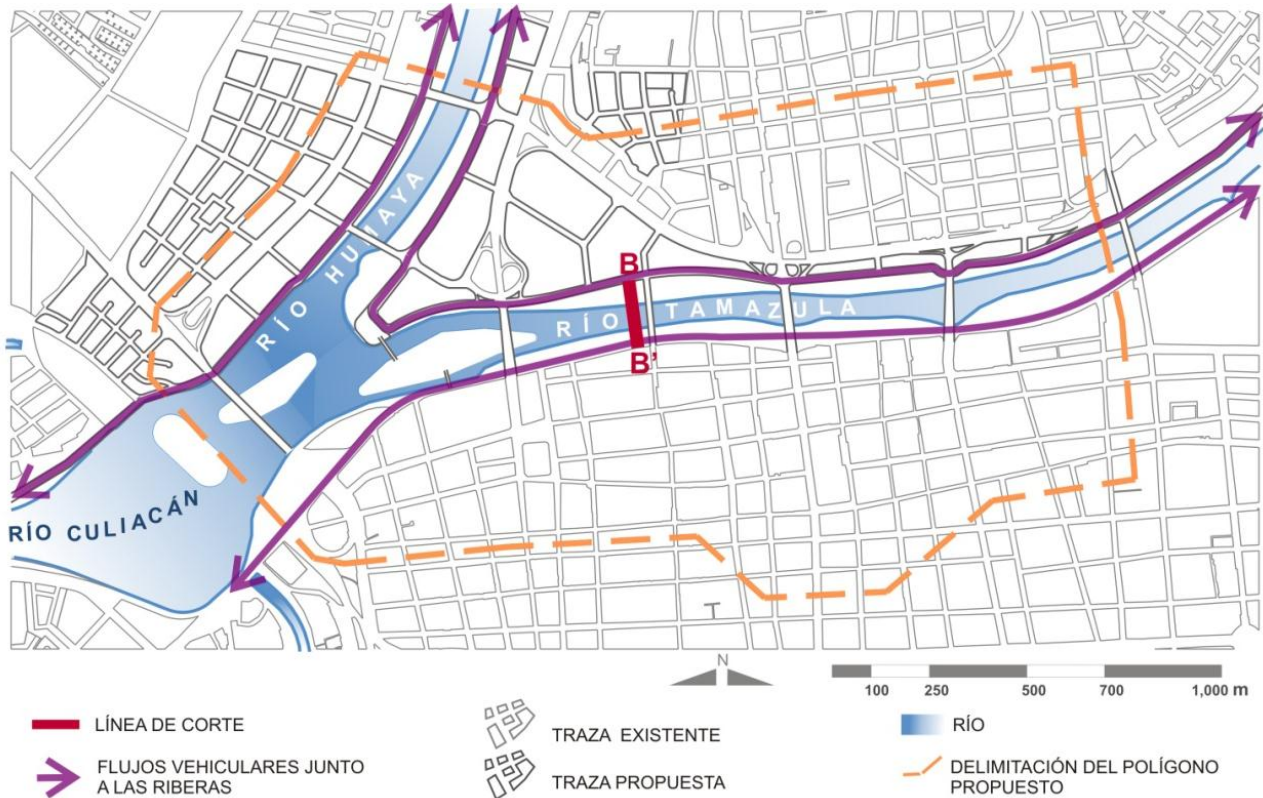 RÍO HUMAYA
B
RÍO TAMAZULA
B'
RÍO CULIACÁN
N
100 250 500 700 1,000 m
LÍNEA DE CORTE
FLUJOS VEHICULARES JUNTO
A LAS RIBERAS
TRAZA EXISTENTE
TRAZA PROPUESTA
RÍO
DELIMITACIÓN DEL POLÍGONO
PROPUESTO